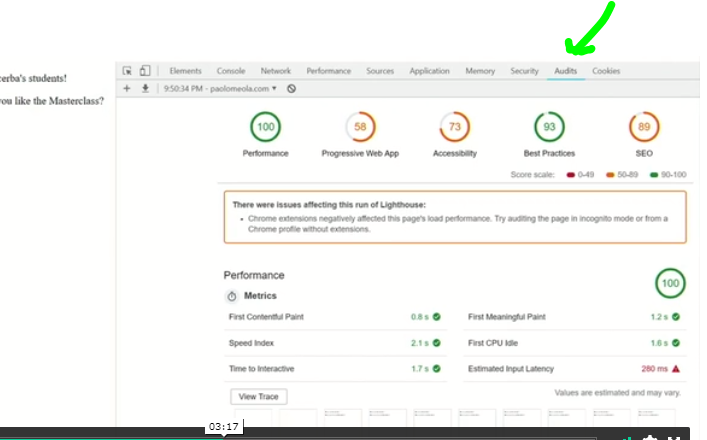 erba's students!
you like the Masterclass?
Elements Console Network Performance Sources Application Memory Security Audits Cookies
9:50:34 PM - paolomeola.com
100 58 73 93 89
Performance Progressive Web App Accessibility Best Practices SEO
Score scale: 0-49 50-89 90-100
There were issues affecting this run of Lighthouse:
• Chrome extensions negatively affected this page's load performance. Try auditing the page in incognito mode or from a
Chrome profile without extensions.
Performance
100
Metrics
First Contentful Paint 0.8 s First Meaningful Paint 1.2 s
Speed Index 2.1 s First CPU Idle 1.6 s
Time to Interactive 1.7 s Estimated Input Latency 280 ms
View Trace Values are estimated and may vary.
03:17